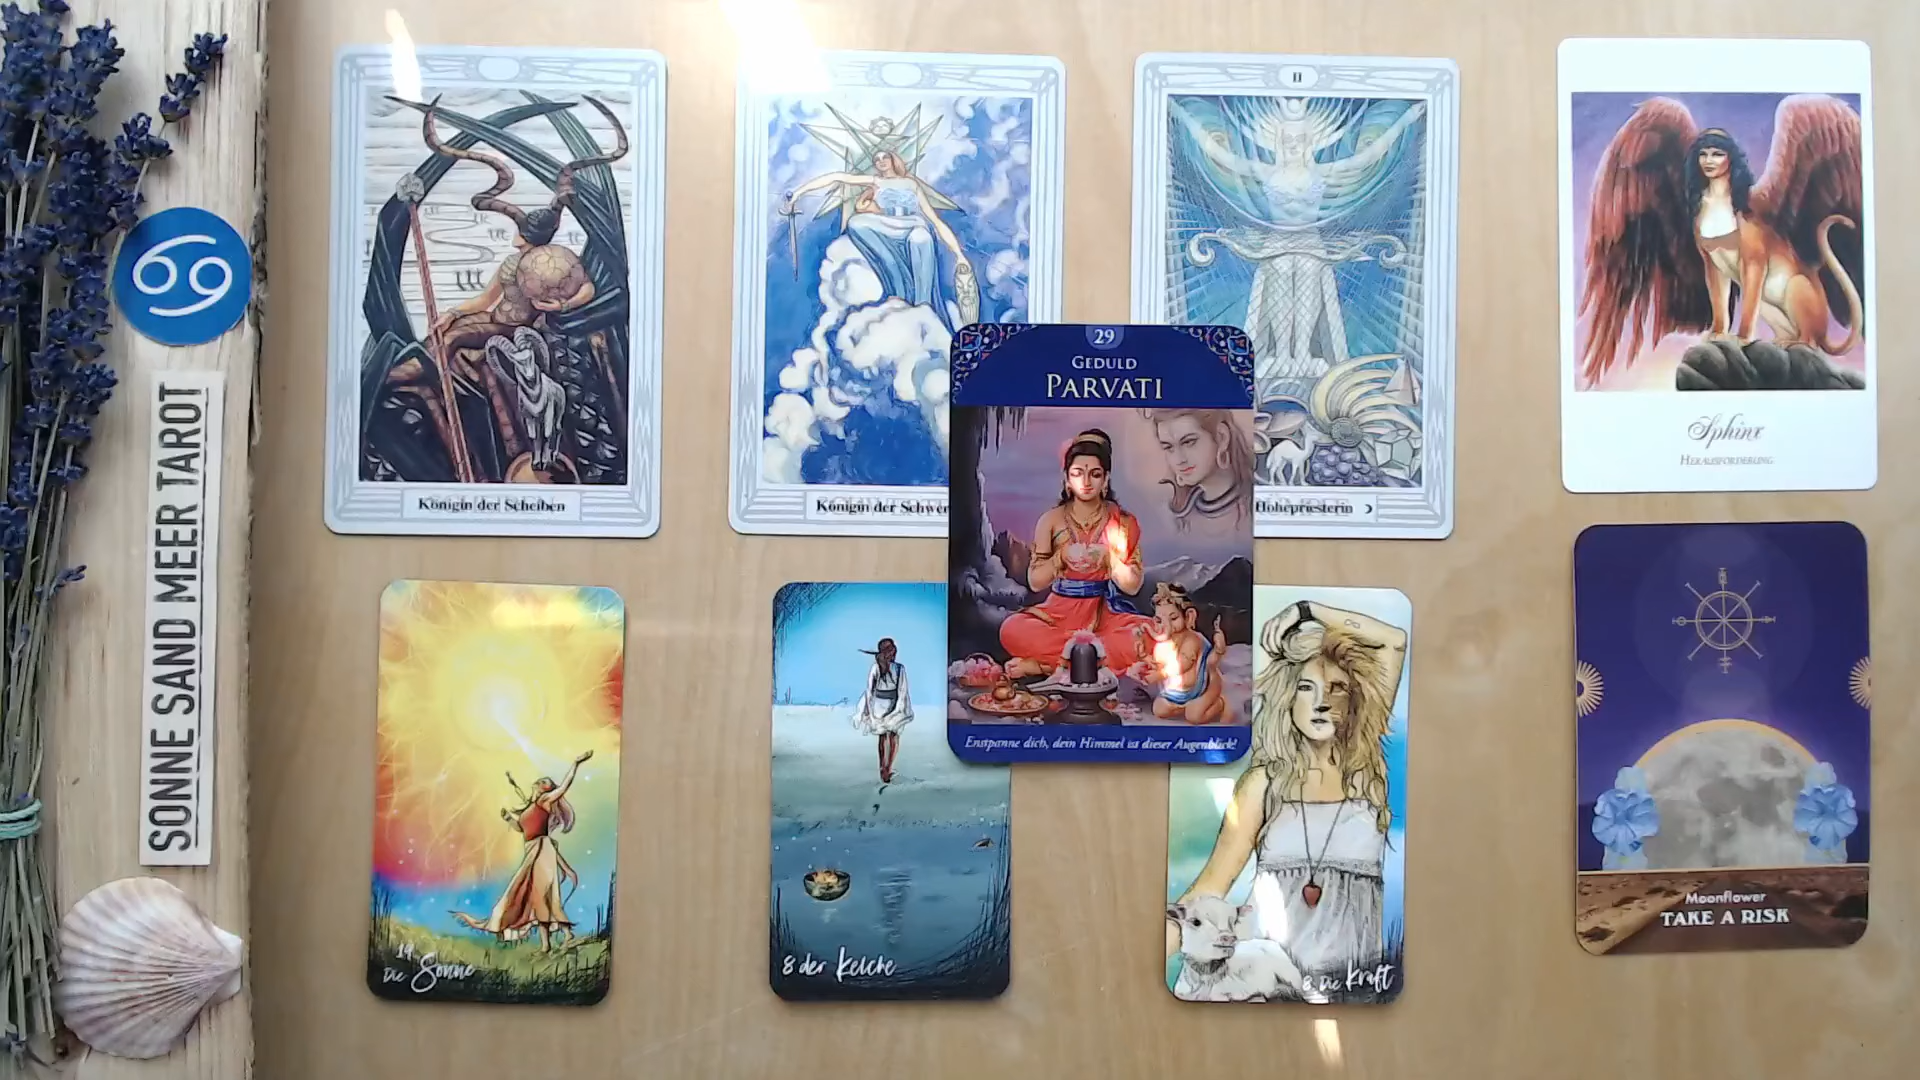 SONNE SAND MEER TAROT
Königin der Scheiben
Königin der Schwer
II
Hohepriesterin
Sphinx
HERAUSFORDERUNG
29
GEDULD
PARVATI
Entspanne dich, dein Himmel ist dieser Augenblick!
19
Die Sonne
8 der Kelche
8. Die Kraft
Moonflower
TAKE A RISK